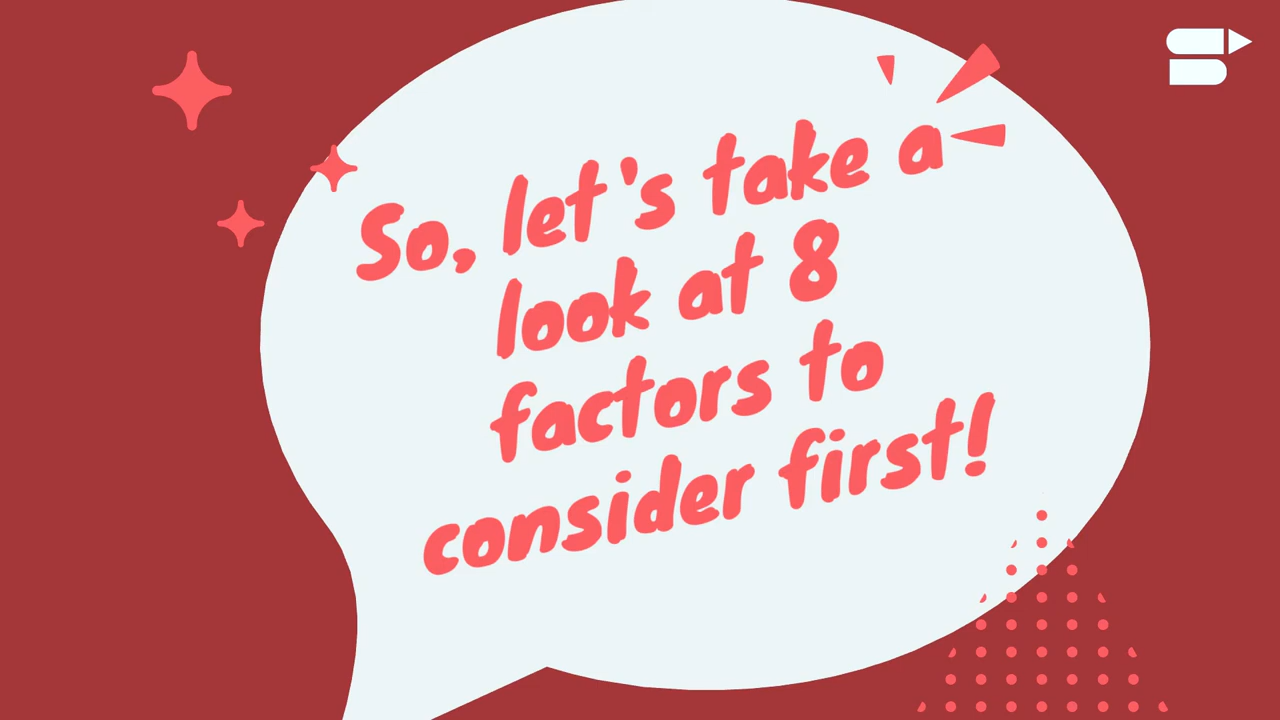 So, let's take a
look at 8
factors to
consider first!